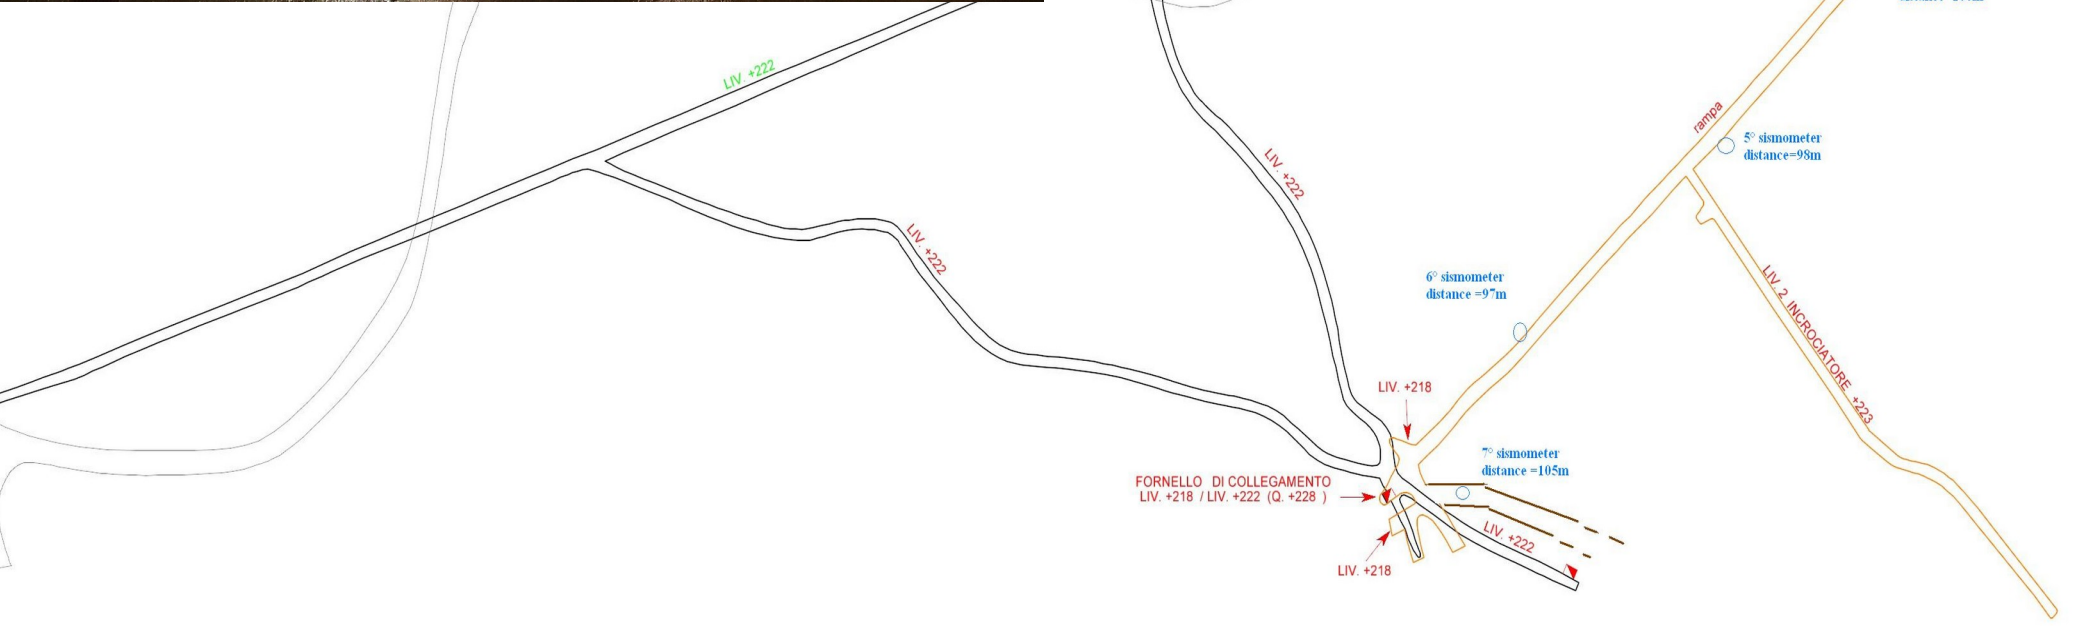 LIV. +222
rampa
5° sismometer
distance=98m
LIV. +222
LIV. +222
6° sismometer
distance =97m
LIV. 2 INCROCIATORE +223
LIV. +218
7° sismometer
distance =105m
FORNELLO DI COLLEGAMENTO
LIV. +218 / LIV. +222 (Q. +228 )
LIV. +222
LIV. +218